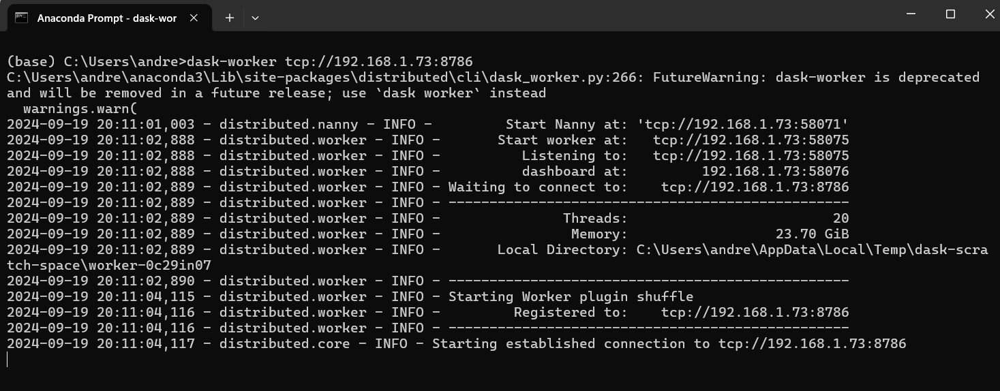 Anaconda Prompt - dask-wor
(base) C:\Users\andre>dask-worker tcp://192.168.1.73:8786
C:\Users\andre\anaconda3\Lib\site-packages\distributed\cli\dask_worker.py:266: FutureWarning: dask-worker is deprecated
and will be removed in a future release; use `dask worker` instead
  warnings.warn(
2024-09-19 20:11:01,003 - distributed.nanny - INFO -         Start Nanny at: 'tcp://192.168.1.73:58071'
2024-09-19 20:11:02,888 - distributed.worker - INFO -       Start worker at:   tcp://192.168.1.73:58075
2024-09-19 20:11:02,888 - distributed.worker - INFO -          Listening to:   tcp://192.168.1.73:58075
2024-09-19 20:11:02,888 - distributed.worker - INFO -          dashboard at:         192.168.1.73:58076
2024-09-19 20:11:02,889 - distributed.worker - INFO - Waiting to connect to:    tcp://192.168.1.73:8786
2024-09-19 20:11:02,889 - distributed.worker - INFO - -------------------------------------------------
2024-09-19 20:11:02,889 - distributed.worker - INFO -               Threads:                         20
2024-09-19 20:11:02,889 - distributed.worker - INFO -                Memory:                  23.70 GiB
2024-09-19 20:11:02,889 - distributed.worker - INFO -       Local Directory: C:\Users\andre\AppData\Local\Temp\dask-scra
tch-space\worker-0c29in07
2024-09-19 20:11:02,890 - distributed.worker - INFO - -------------------------------------------------
2024-09-19 20:11:04,115 - distributed.worker - INFO - Starting Worker plugin shuffle
2024-09-19 20:11:04,116 - distributed.worker - INFO -         Registered to:    tcp://192.168.1.73:8786
2024-09-19 20:11:04,116 - distributed.worker - INFO - -------------------------------------------------
2024-09-19 20:11:04,117 - distributed.core - INFO - Starting established connection to tcp://192.168.1.73:8786